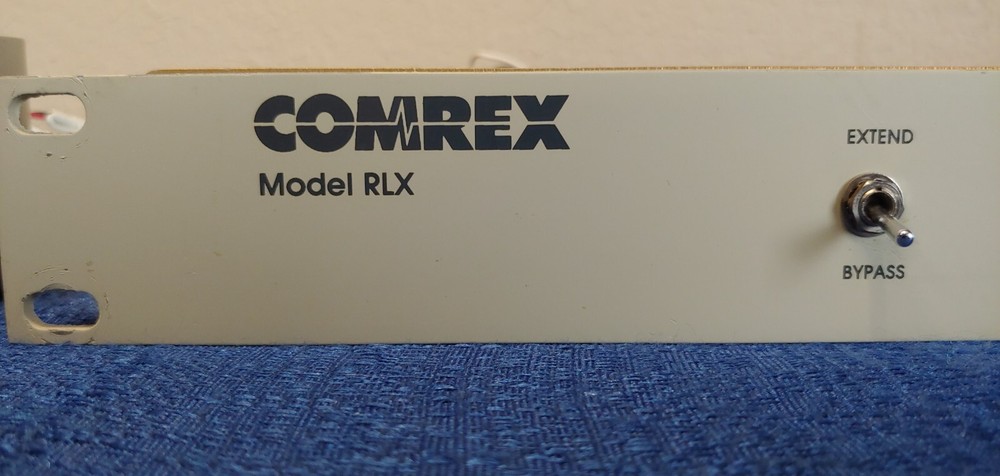 COMREX
Model RLX
EXTEND
BYPASS